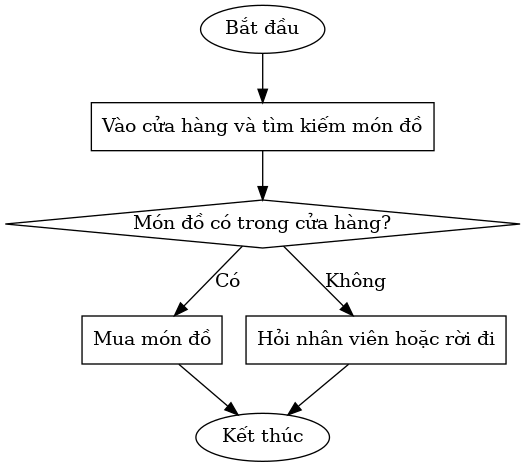 Bắt đầu
Vào cửa hàng và tìm kiếm món đồ
Món đồ có trong cửa hàng?
Có
Không
Mua món đồ
Hỏi nhân viên hoặc rời đi
Kết thúc